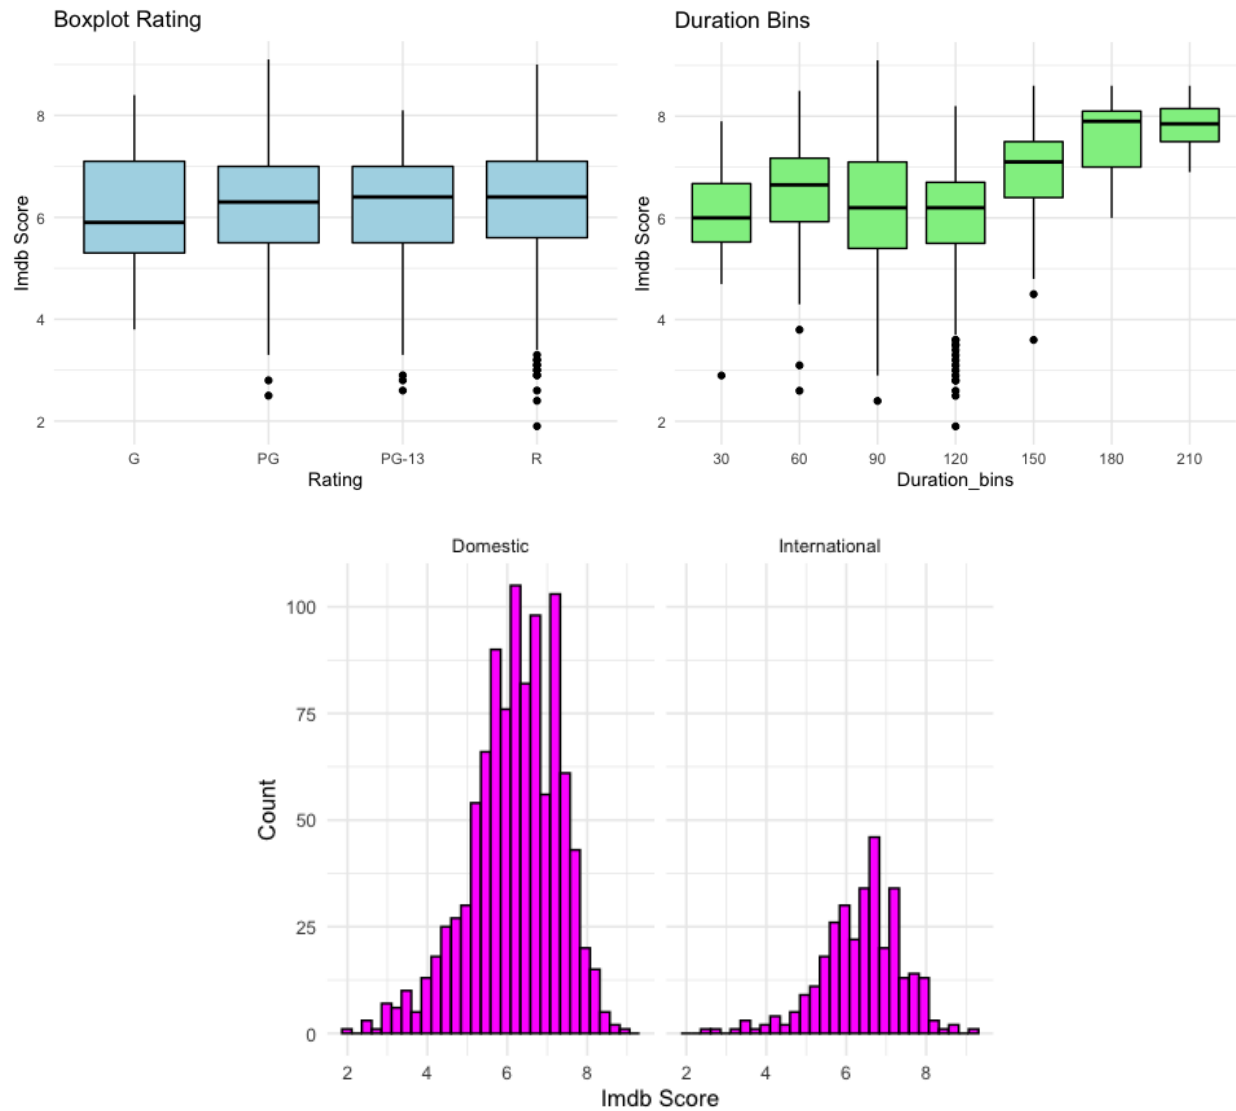 Boxplot Rating
Imdb Score
8
6
4
2
G PG PG-13 R
Rating
Duration Bins
Imdb Score
8
6
4
2
30 60 90 120 150 180 210
Duration_bins
Domestic International
Count
100
75
50
25
0
2 4 6 8 2 4 6 8
Imdb Score